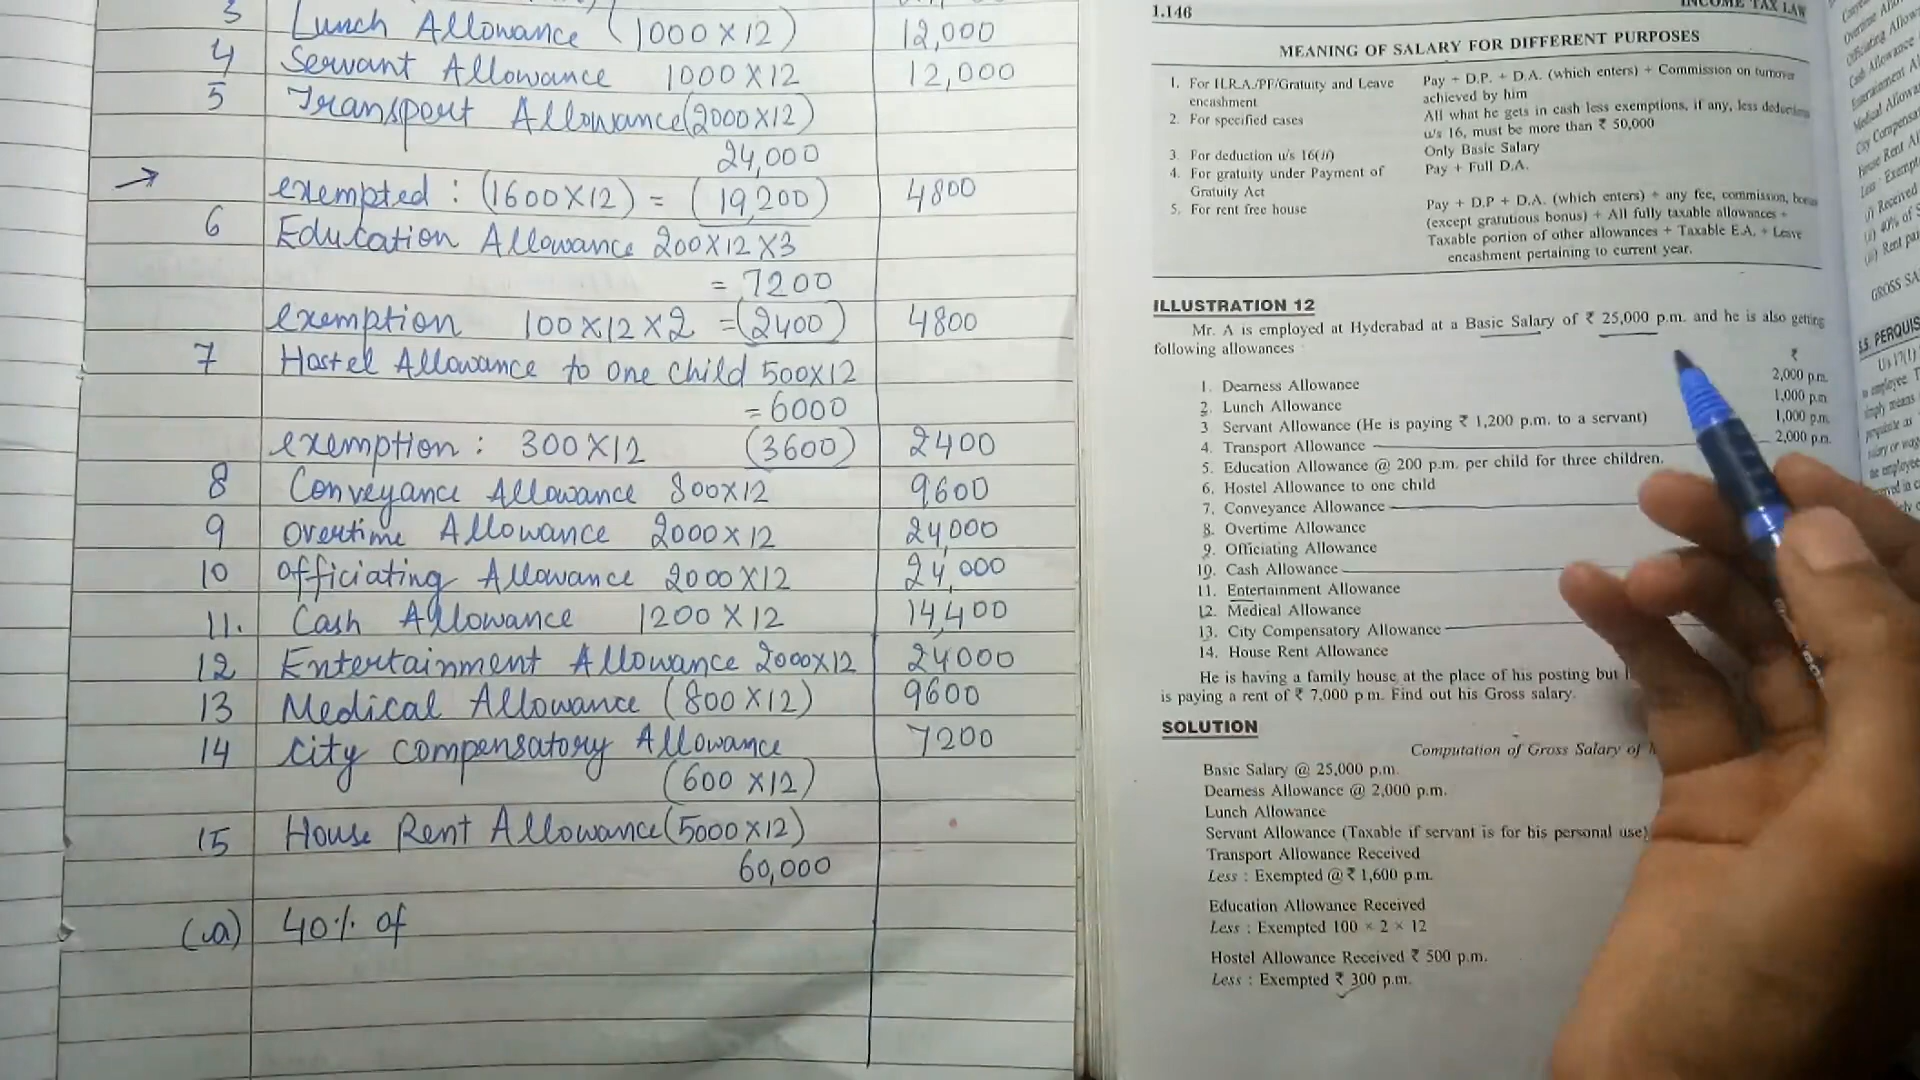 3 Lunch Allowance (1000×12) 12,000
4 Servant Allowance 1000×12 12,000
5 Transport Allowance(2000×12)
24,000
→ exempted : (1600×12) = (19,200) 4800
6 Education Allowance 200×12×3
= 7200
exemption 100×12×2 =(2400) 4800
7 Hostel Allowance to one child 500×12
=6000
exemption : 300×12 (3600) 2400
8 Conveyance Allowance 800×12 9600
9 Overtime Allowance 2000×12 24,000
10 Officiating Allowance 2000×12 24,000
11. Cash Allowance 1200×12 14,400
12 Entertainment Allowance 2000×12 24000
13 Medical Allowance (800×12) 9600
14 City Compensatory Allowance 7200
(600×12)
15 House Rent Allowance(5000×12)
60,000
(a) 40% of
1.146 INCOME TAX LAW
MEANING OF SALARY FOR DIFFERENT PURPOSES
1. For H.R.A./PF/Gratuity and Leave encashment Pay + D.P. + D.A. (which enters) + Commission on turnover achieved by him
2. For specified cases All what he gets in cash less exemptions, if any, less deductions u/s 16, must be more than ₹ 50,000
3. For deduction u/s 16(ii) Only Basic Salary
4. For gratuity under Payment of Gratuity Act Pay + Full D.A.
5. For rent free house Pay + D.P + D.A. (which enters) + any fee, commission, bonus
(except gratutious bonus) + All fully taxable allowances +
Taxable portion of other allowances + Taxable E.A. + Leave
encashment pertaining to current year.
ILLUSTRATION 12
Mr. A is employed at Hyderabad at a Basic Salary of ₹ 25,000 p.m. and he is also getting
following allowances
₹
1. Dearness Allowance 2,000 p.m.
2. Lunch Allowance 1,000 p.m.
3 Servant Allowance (He is paying ₹ 1,200 p.m. to a servant) 1,000 p.m.
4. Transport Allowance 2,000 p.m.
5. Education Allowance @ 200 p.m. per child for three children.
6. Hostel Allowance to one child
7. Conveyance Allowance
8. Overtime Allowance
9. Officiating Allowance
10. Cash Allowance
11. Entertainment Allowance
12. Medical Allowance
13. City Compensatory Allowance
14. House Rent Allowance
He is having a family house at the place of his posting but
is paying a rent of ₹ 7,000 p.m. Find out his Gross salary.
SOLUTION
Computation of Gross Salary of
Basic Salary @ 25,000 p.m.
Dearness Allowance @ 2,000 p.m.
Lunch Allowance
Servant Allowance (Taxable if servant is for his personal use)
Transport Allowance Received
Less : Exempted @ ₹ 1,600 p.m.
Education Allowance Received
Less : Exempted 100 × 2 × 12
Hostel Allowance Received ₹ 500 p.m.
Less : Exempted ₹ 300 p.m.